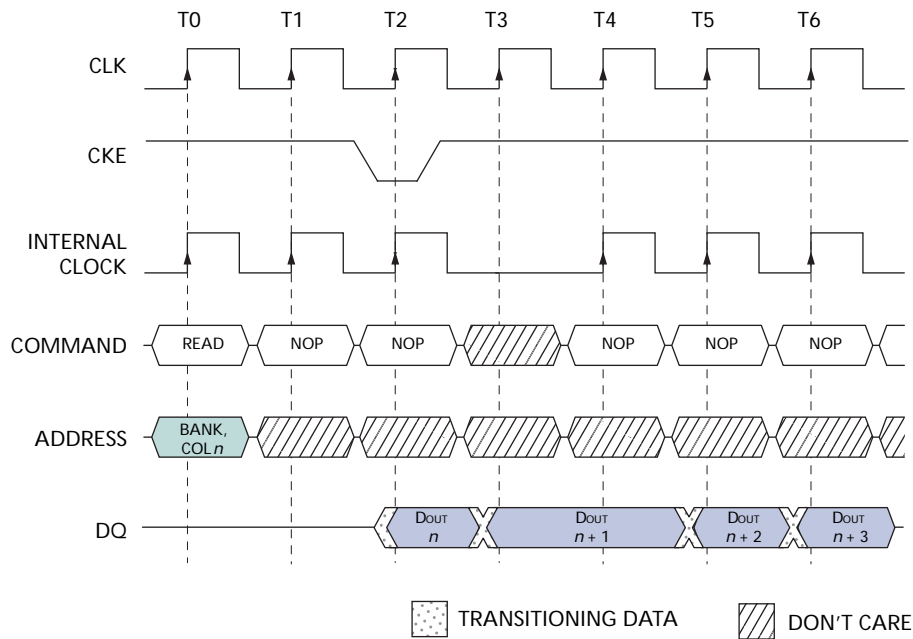 T0 T1 T2 T3 T4 T5 T6
CLK
CKE
INTERNAL
CLOCK
COMMAND READ NOP NOP NOP NOP NOP
ADDRESS BANK,
COL n
DQ DOUT
n DOUT
n + 1 DOUT
n + 2 DOUT
n + 3
TRANSITIONING DATA DON'T CARE